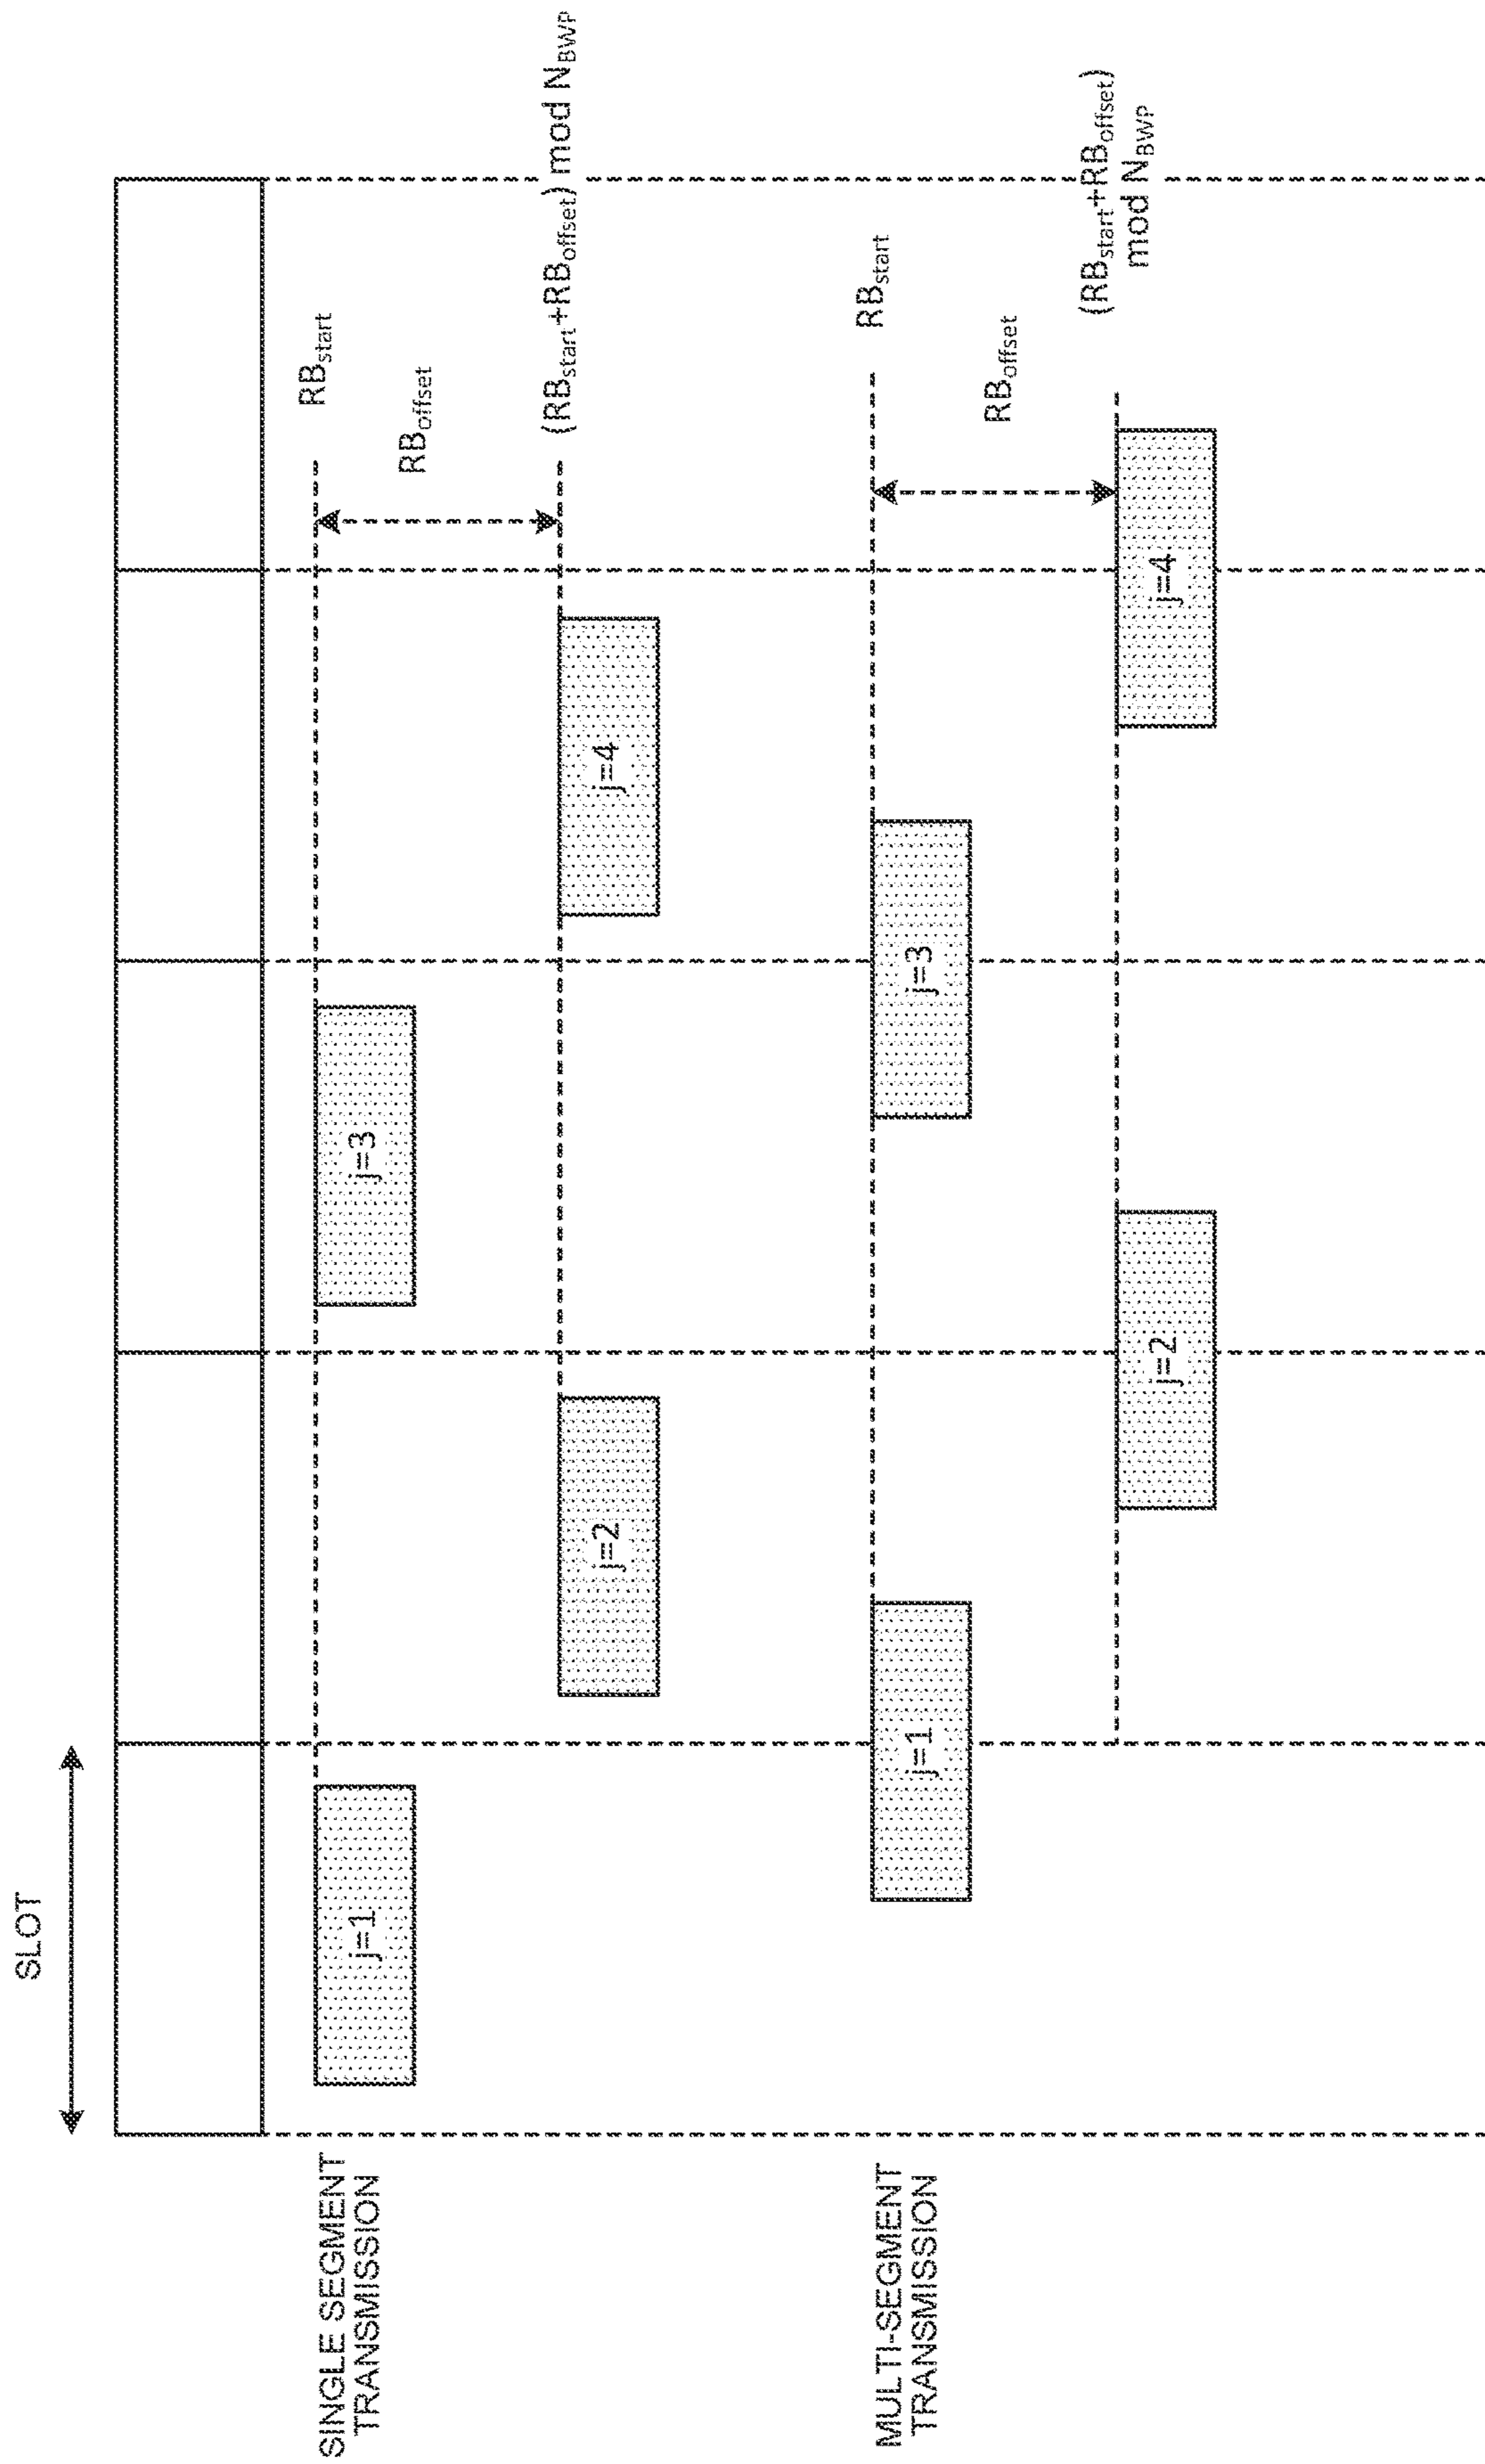 SLOT
SINGLE SEGMENT
TRANSMISSION
j=1
j=2
j=3
j=4
RBstart
RBoffset
(RBstart+RBoffset) mod NBWP
MULTI-SEGMENT
TRANSMISSION
j=1
j=2
j=3
j=4
RBstart
RBoffset
(RBstart+RBoffset)
mod NBWP